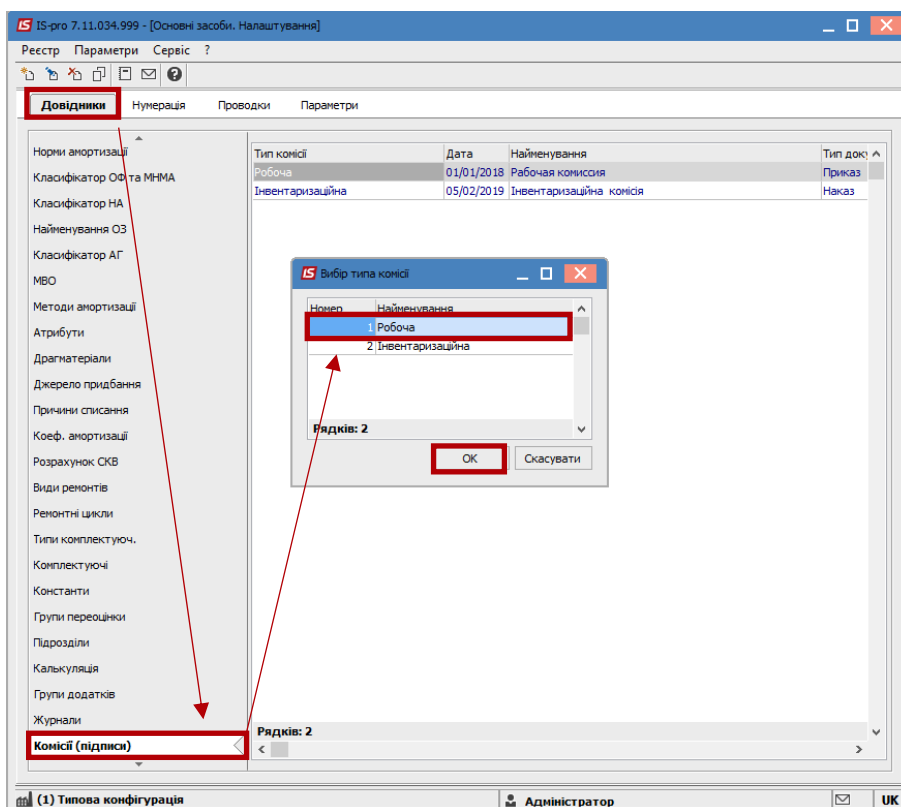 IS-pro 7.11.034.999 - [Основні засоби. Налаштування]
Реєстр Параметри Сервіс ?
Довідники Нумерація Проводки Параметри
Норми амортизації
Класифікатор ОФ та МНМА
Класифікатор НА
Найменування ОЗ
Класифікатор АГ
МВО
Методи амортизації
Атрибути
Драгматеріали
Джерело придбання
Причини списання
Коеф. амортизації
Розрахунок СКВ
Види ремонтів
Ремонтні цикли
Типи комплектуюч.
Комплектуючі
Константи
Групи переоцінки
Підрозділи
Калькуляція
Групи додатків
Журнали
Комісії (підписи)
Тип комісії Дата Найменування Тип док
Робоча 01/01/2018 Рабочая комиссия Приказ
Інвентаризаційна 05/02/2019 Інвентаризаційна комісія Наказ
Рядків: 2
Вибір типа комісії
Номер Найменування
1 Робоча
2 Інвентаризаційна
Рядків: 2
ОК Скасувати
(1) Типова конфігурація Адміністратор UK